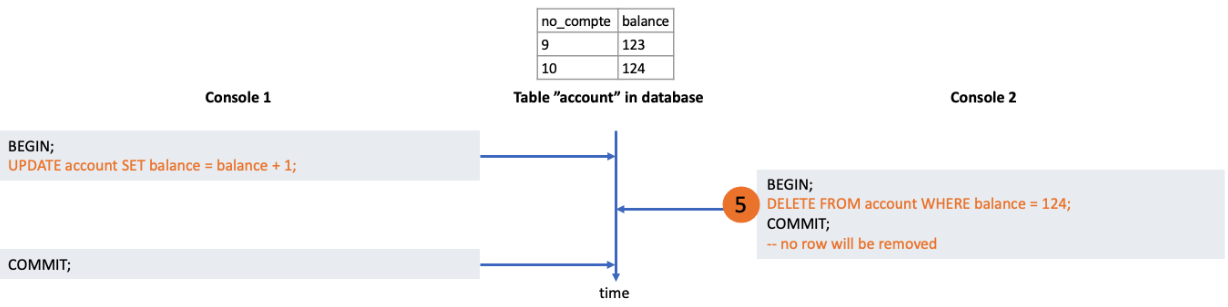 no_compte balance
9 123
10 124
Console 1
Table ”account” in database
Console 2
BEGIN;
UPDATE account SET balance = balance + 1;
5
BEGIN;
DELETE FROM account WHERE balance = 124;
COMMIT;
-- no row will be removed
COMMIT;
time